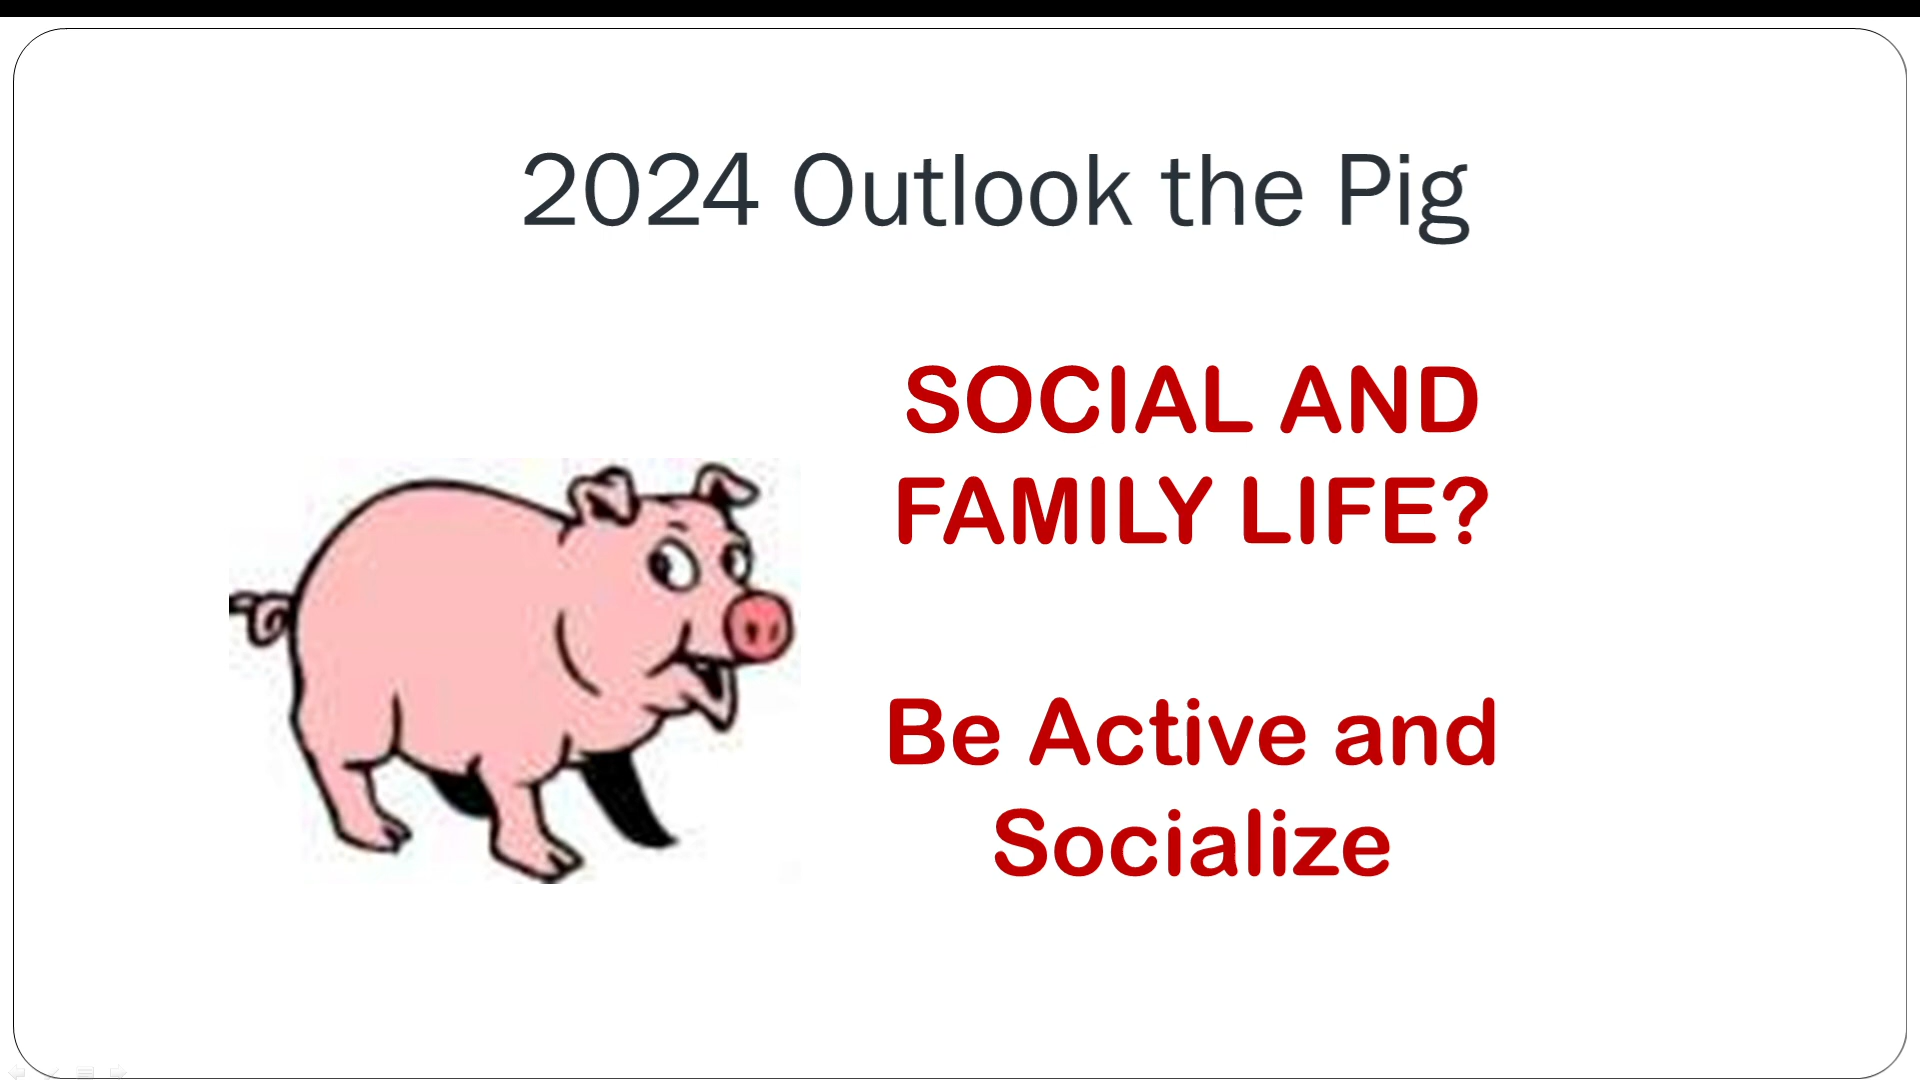 2024 Outlook the Pig
SOCIAL AND
FAMILY LIFE?
Be Active and
Socialize